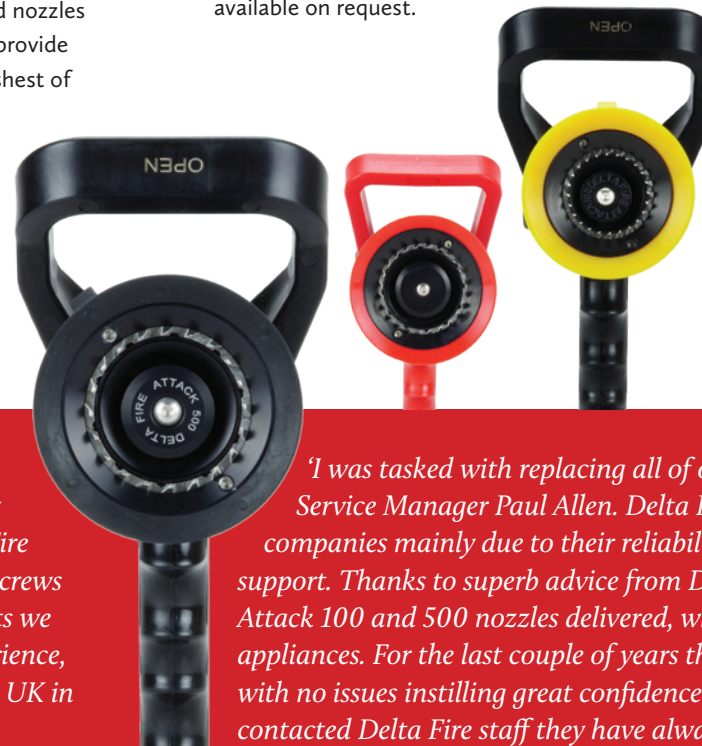 d nozzles
provide
hest of
available on request.
OPEN
OPEN
ATTACK 500 DELTA FIRE
ire
crews
ts we
rience,
UK in
‘I was tasked with replacing all of o
Service Manager Paul Allen. Delta
companies mainly due to their reliabil
support. Thanks to superb advice from D
Attack 100 and 500 nozzles delivered, w
appliances. For the last couple of years th
with no issues instilling great confidence
contacted Delta Fire staff they have alwa